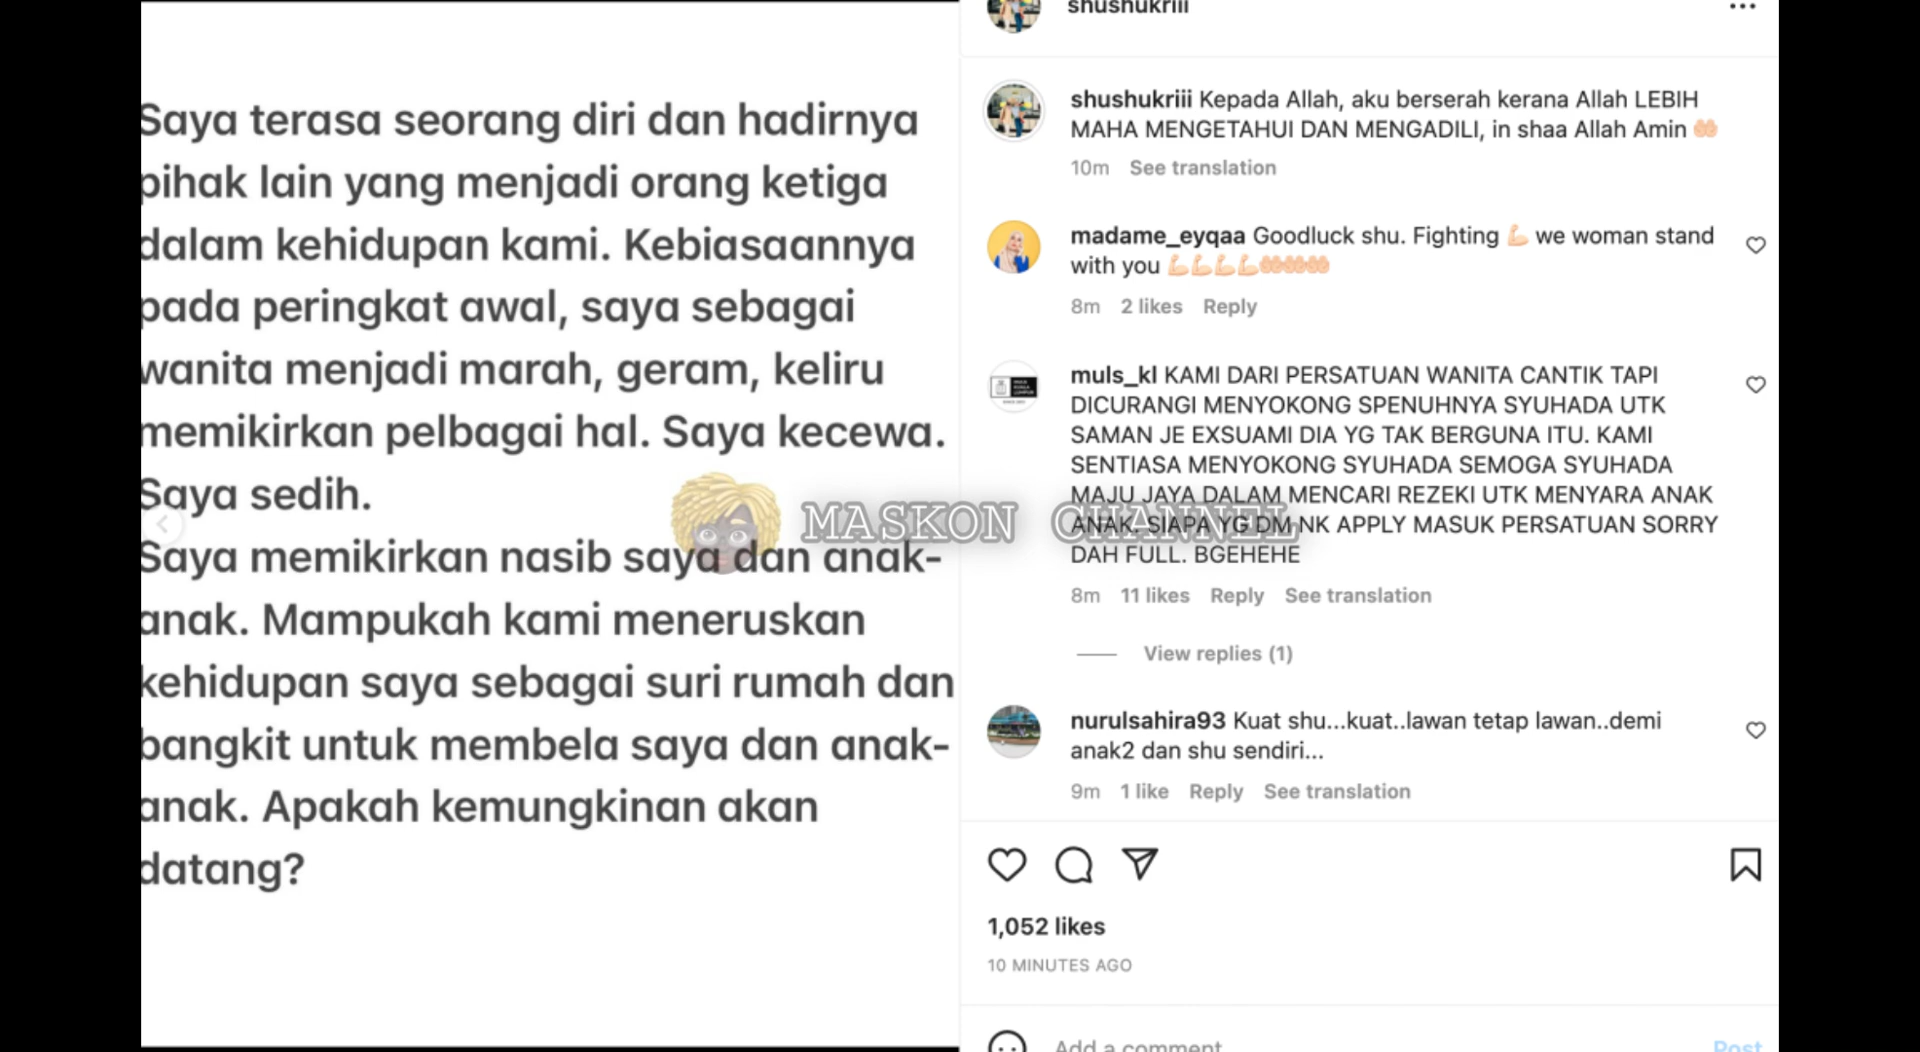 Saya terasa seorang diri dan hadirnya
pihak lain yang menjadi orang ketiga
dalam kehidupan kami. Kebiasaannya
pada peringkat awal, saya sebagai
wanita menjadi marah, geram, keliru
memikirkan pelbagai hal. Saya kecewa.
Saya sedih.
Saya memikirkan nasib saya dan anak-
anak. Mampukah kami meneruskan
kehidupan saya sebagai suri rumah dan
bangkit untuk membela saya dan anak-
anak. Apakah kemungkinan akan
datang?
MASKON CHANNEL
shushukriii
shushukriii Kepada Allah, aku berserah kerana Allah LEBIH
MAHA MENGETAHUI DAN MENGADILI, in shaa Allah Amin 🤲🏻
10m See translation
madame_eyqaa Goodluck shu. Fighting 💪🏻 we woman stand
with you 💪🏻💪🏻💪🏻💪🏻🤲🏻🤲🏻🤲🏻
8m 2 likes Reply
muls_kl KAMI DARI PERSATUAN WANITA CANTIK TAPI
DICURANGI MENYOKONG SPENUHNYA SYUHADA UTK
SAMAN JE EXSUAMI DIA YG TAK BERGUNA ITU. KAMI
SENTIASA MENYOKONG SYUHADA SEMOGA SYUHADA
MAJU JAYA DALAM MENCARI REZEKI UTK MENYARA ANAK
ANAK. SIAPA YG DM NK APPLY MASUK PERSATUAN SORRY
DAH FULL. BGEHEHE
8m 11 likes Reply See translation
View replies (1)
nurulsahira93 Kuat shu...kuat..lawan tetap lawan..demi
anak2 dan shu sendiri...
9m 1 like Reply See translation
1,052 likes
10 MINUTES AGO
Add a comment
Post